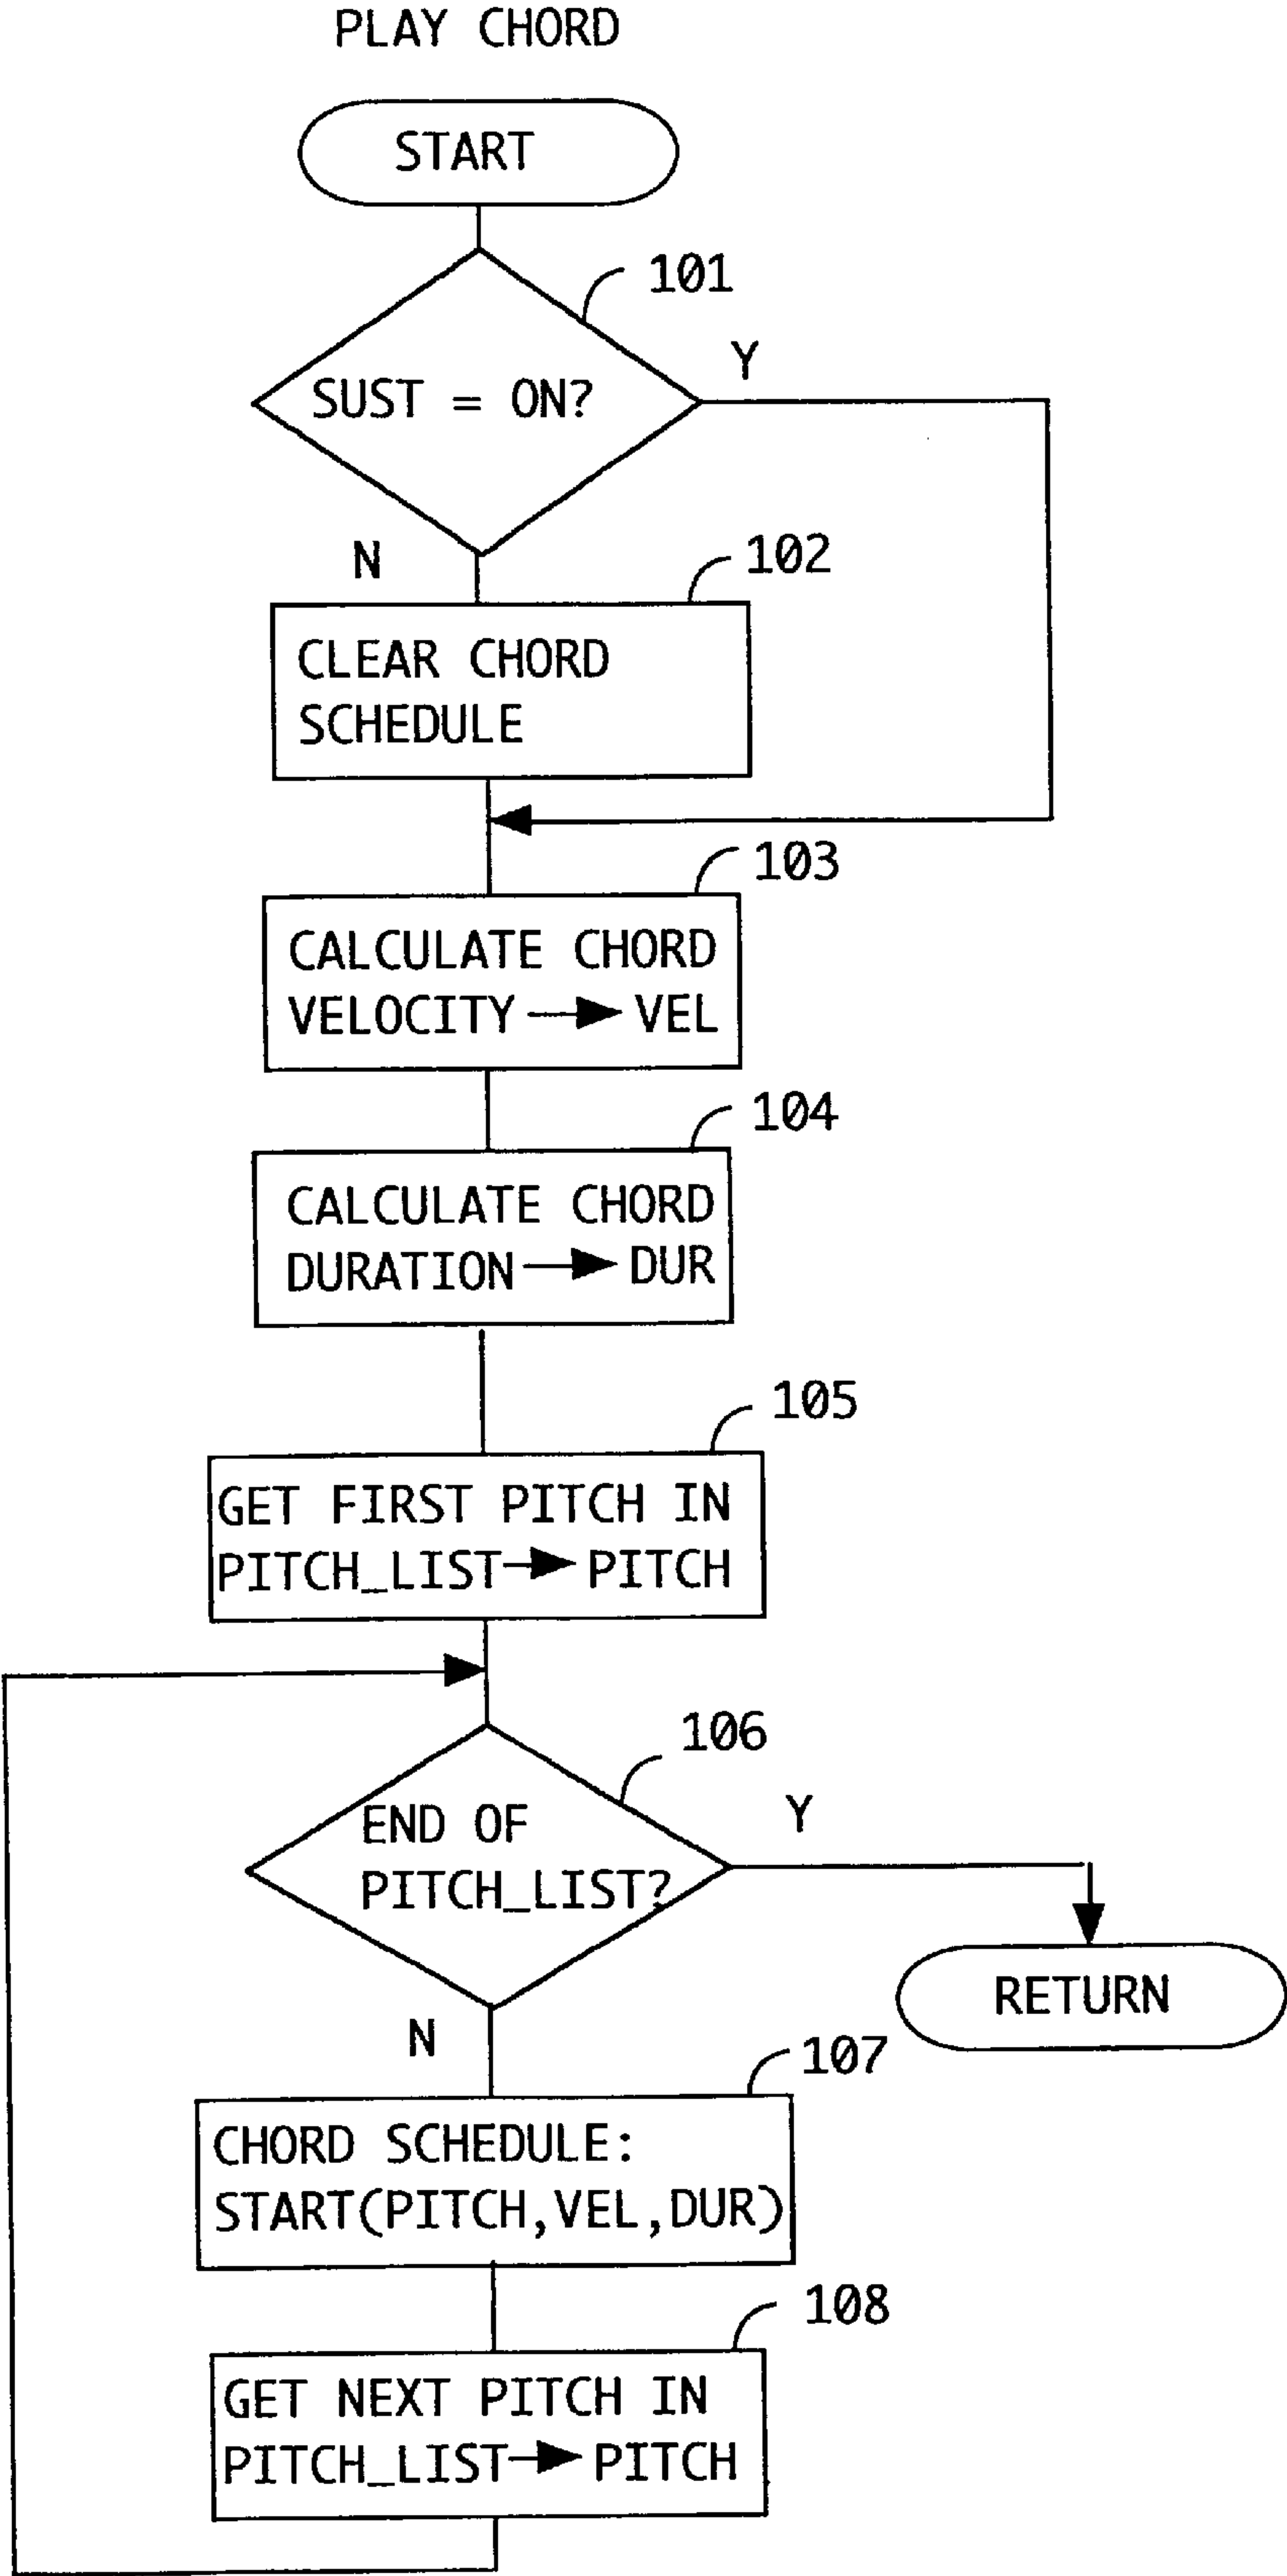 PLAY CHORD
START
101
SUST = ON?
Y
N
102
CLEAR CHORD
SCHEDULE
103
CALCULATE CHORD
VELOCITY → VEL
104
CALCULATE CHORD
DURATION → DUR
105
GET FIRST PITCH IN
PITCH_LIST → PITCH
106
END OF
PITCH_LIST?
Y
RETURN
N
107
CHORD SCHEDULE:
START(PITCH,VEL,DUR)
108
GET NEXT PITCH IN
PITCH_LIST → PITCH